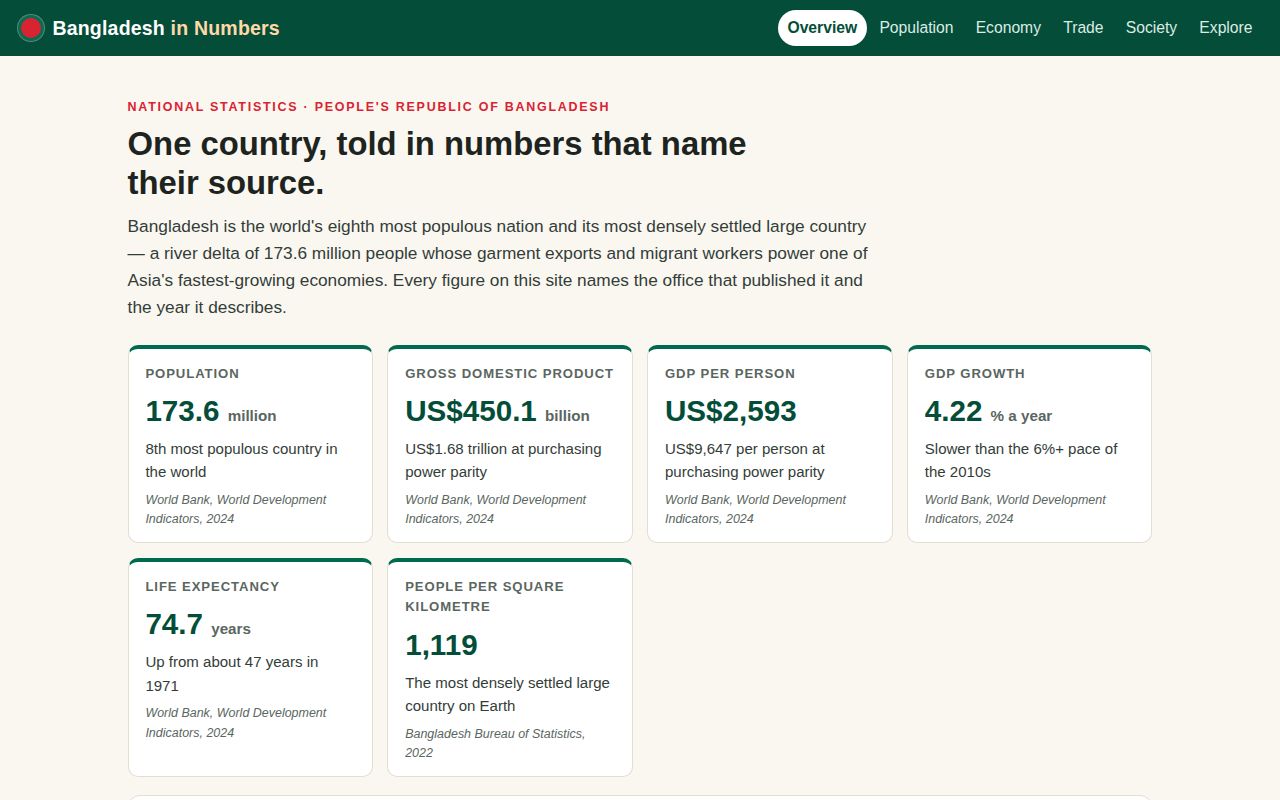 Bangladesh in Numbers
Overview Population Economy Trade Society Explore
NATIONAL STATISTICS · PEOPLE'S REPUBLIC OF BANGLADESH
One country, told in numbers that name
their source.
Bangladesh is the world's eighth most populous nation and its most densely settled large country
— a river delta of 173.6 million people whose garment exports and migrant workers power one of
Asia's fastest-growing economies. Every figure on this site names the office that published it and
the year it describes.
POPULATION
173.6 million
8th most populous country in
the world
World Bank, World Development
Indicators, 2024
GROSS DOMESTIC PRODUCT
US$450.1 billion
US$1.68 trillion at purchasing
power parity
World Bank, World Development
Indicators, 2024
GDP PER PERSON
US$2,593
US$9,647 per person at
purchasing power parity
World Bank, World Development
Indicators, 2024
GDP GROWTH
4.22 % a year
Slower than the 6%+ pace of
the 2010s
World Bank, World Development
Indicators, 2024
LIFE EXPECTANCY
74.7 years
Up from about 47 years in
1971
World Bank, World Development
Indicators, 2024
PEOPLE PER SQUARE
KILOMETRE
1,119
The most densely settled large
country on Earth
Bangladesh Bureau of Statistics,
2022